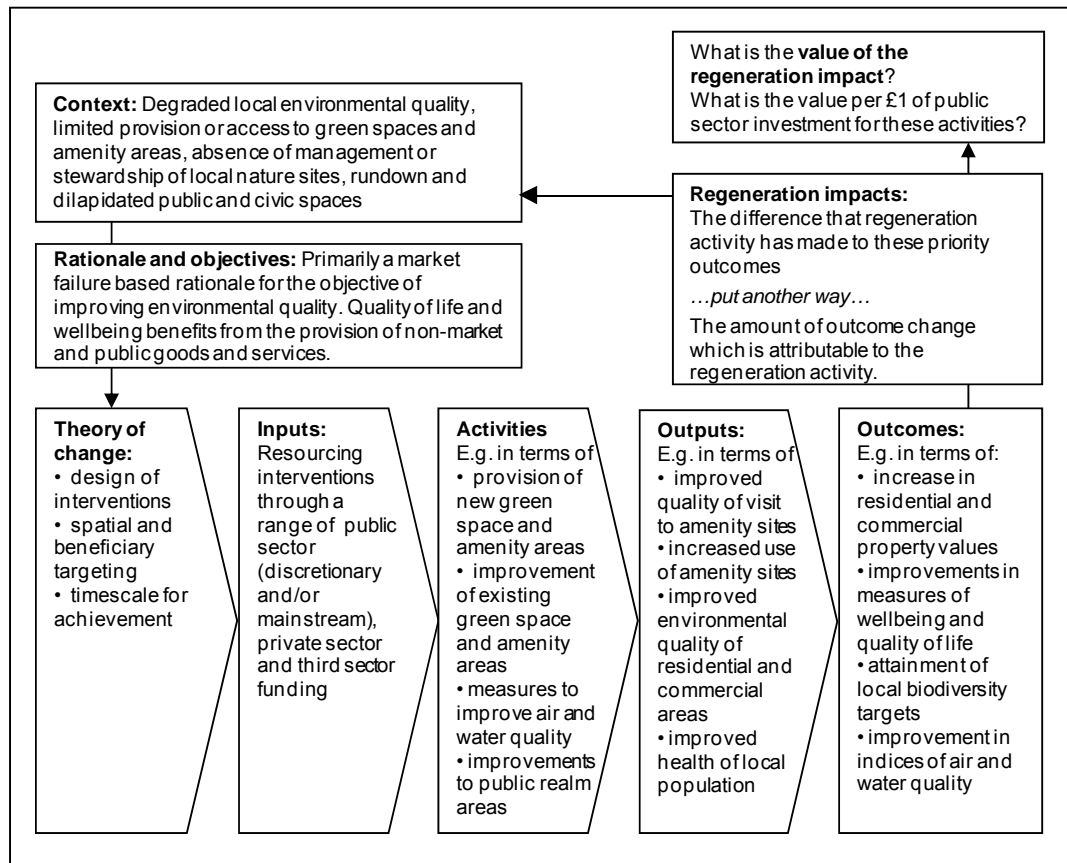 What is the value of the
regeneration impact?
What is the value per £1 of public
sector investment for these activities?
Context: Degraded local environmental quality,
limited provision or access to green spaces and
amenity areas, absence of management or
stewardship of local nature sites, rundown and
dilapidated public and civic spaces
Regeneration impacts:
The difference that regeneration
activity has made to these priority
outcomes
…put another way…
The amount of outcome change
which is attributable to the
regeneration activity.
Rationale and objectives: Primarily a market
failure based rationale for the objective of
improving environmental quality. Quality of life and
wellbeing benefits from the provision of non-market
and public goods and services.
Theory of
change:
• design of
interventions
• spatial and
beneficiary
targeting
• timescale for
achievement
Inputs:
Resourcing
interventions
through a
range of public
sector
(discretionary
and/or
mainstream),
private sector
and third sector
funding
Activities
E.g. in terms of
• provision of
new green
space and
amenity areas
• improvement
of existing
green space
and amenity
areas
• measures to
improve air and
water quality
• improvements
to public realm
areas
Outputs:
E.g. in terms of
• improved
quality of visit
to amenity sites
• increased use
of amenity sites
• improved
environmental
quality of
residential and
commercial
areas
• improved
health of local
population
Outcomes:
E.g. in terms of:
• increase in
residential and
commercial
property values
• improvements in
measures of
wellbeing and
quality of life
• attainment of
local biodiversity
targets
• improvement in
indices of air and
water quality